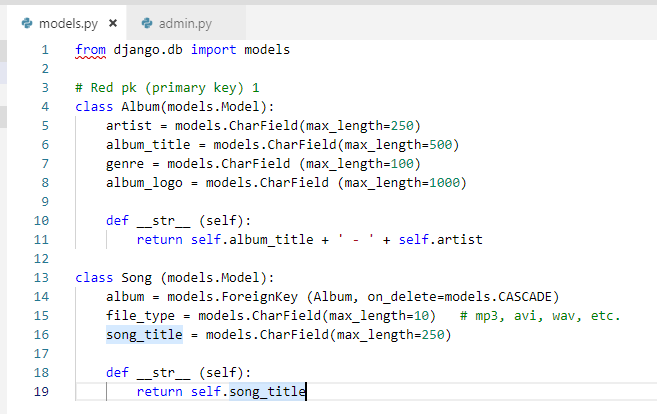 models.py × admin.py
1 from django.db import models
2
3 # Red pk (primary key) 1
4 class Album(models.Model):
5     artist = models.CharField(max_length=250)
6     album_title = models.CharField(max_length=500)
7     genre = models.CharField (max_length=100)
8     album_logo = models.CharField (max_length=1000)
9
10     def __str__ (self):
11         return self.album_title + ' - ' + self.artist
12
13 class Song (models.Model):
14     album = models.ForeignKey (Album, on_delete=models.CASCADE)
15     file_type = models.CharField(max_length=10)   # mp3, avi, wav, etc.
16     song_title = models.CharField(max_length=250)
17
18     def __str__ (self):
19         return self.song_title